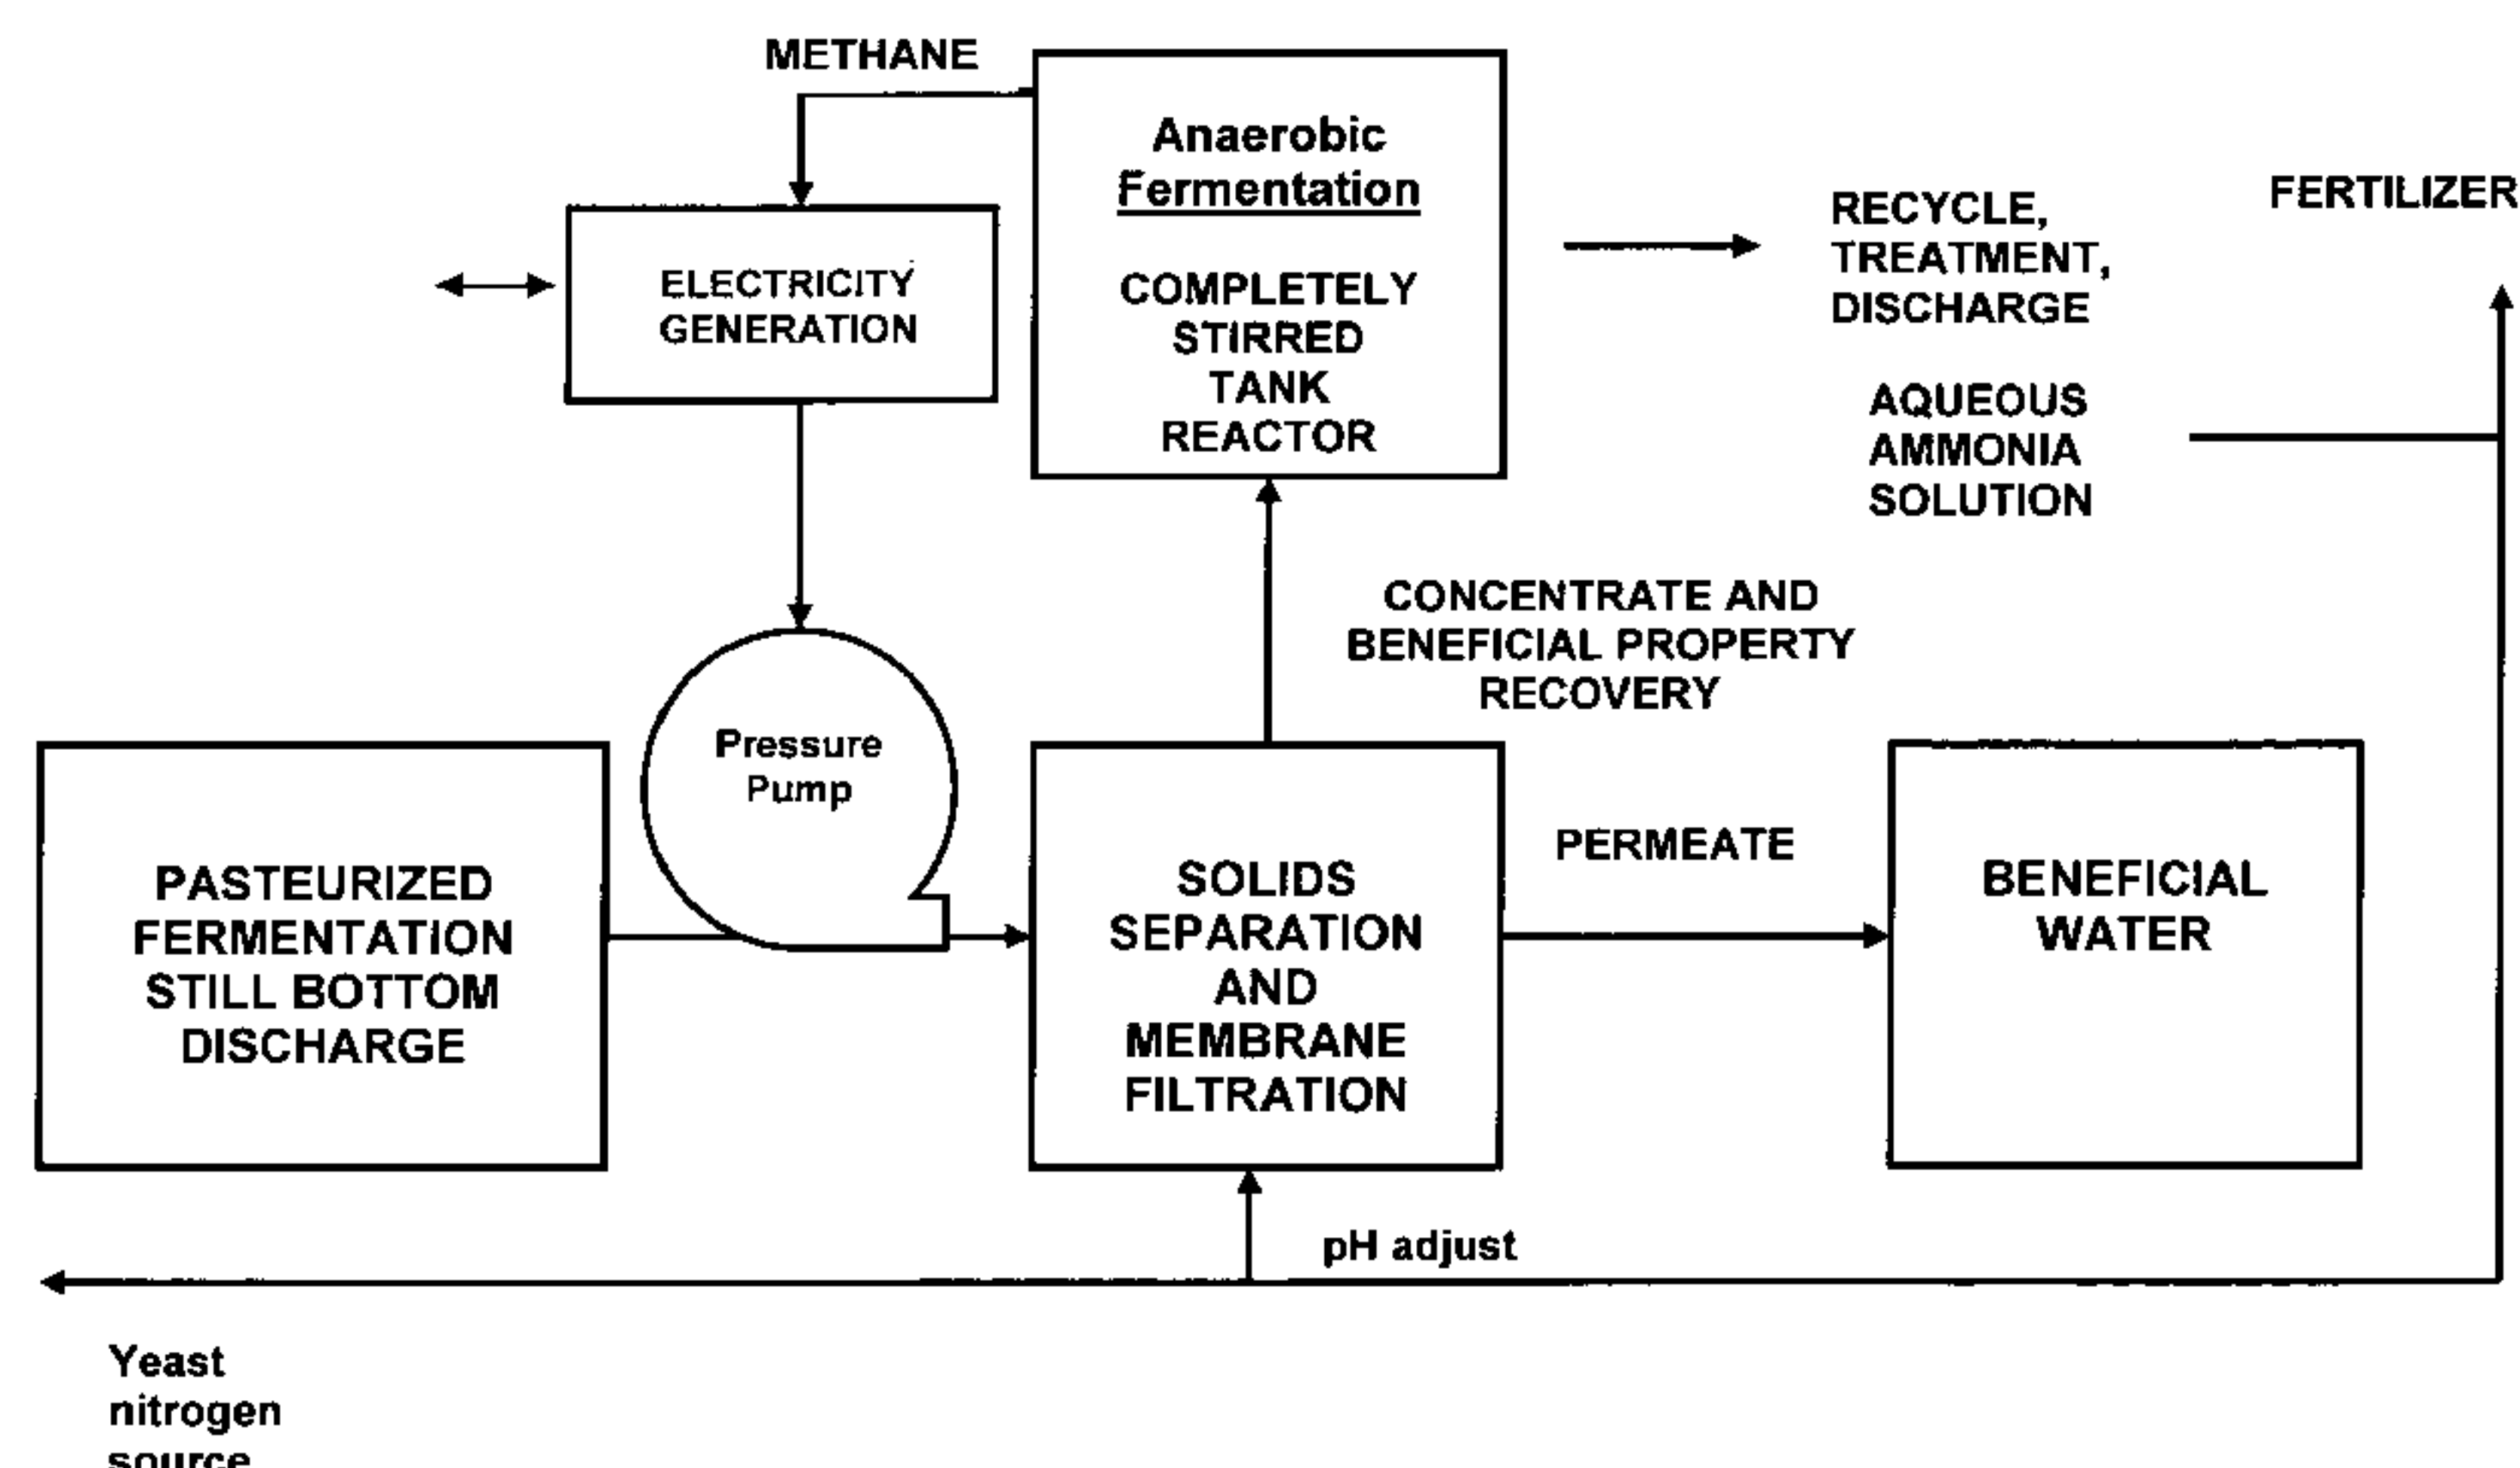 METHANE
Anaerobic
Fermentation
COMPLETELY
STIRRED
TANK
REACTOR
ELECTRICITY
GENERATION
RECYCLE,
TREATMENT,
DISCHARGE
FERTILIZER
AQUEOUS
AMMONIA
SOLUTION
CONCENTRATE AND
BENEFICIAL PROPERTY
RECOVERY
Pressure
Pump
PASTEURIZED
FERMENTATION
STILL BOTTOM
DISCHARGE
SOLIDS
SEPARATION
AND
MEMBRANE
FILTRATION
PERMEATE
BENEFICIAL
WATER
pH adjust
Yeast
nitrogen
source